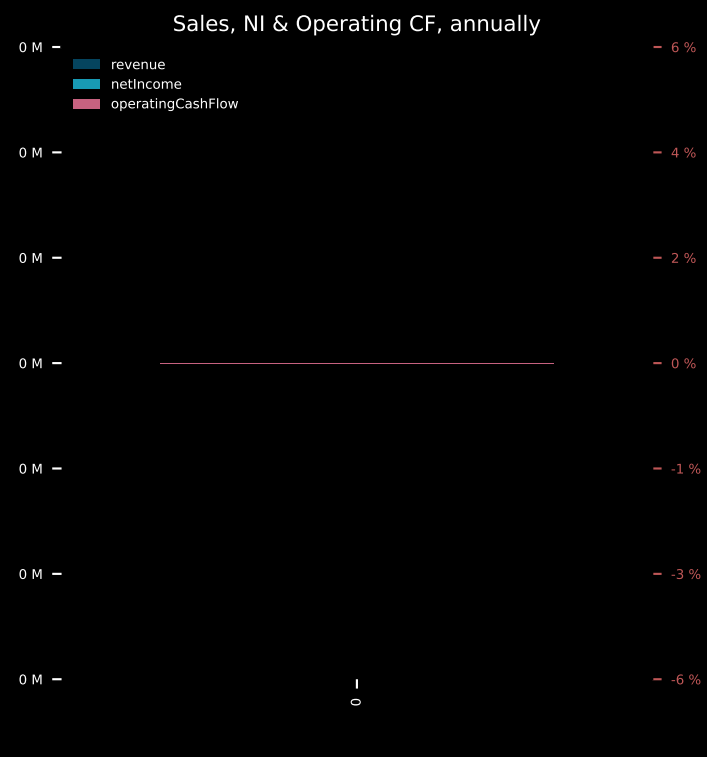 Sales, NI & Operating CF, annually
0 M
6 %
revenue
netIncome
operatingCashFlow
0 M
4 %
0 M
2 %
0 M
0 %
0 M
-1 %
0 M
-3 %
0 M
-6 %
0